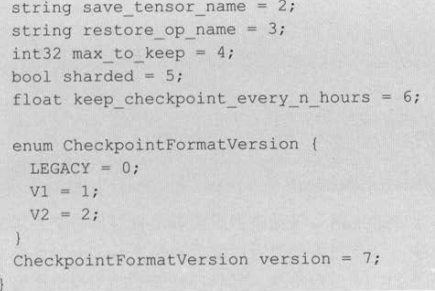 string save_tensor_name = 2;
string restore_op_name = 3;
int32 max_to_keep = 4;
bool sharded = 5;
float keep_checkpoint_every_n_hours = 6;
enum CheckpointFormatVersion {
LEGACY = 0;
V1 = 1;
V2 = 2;
}
CheckpointFormatVersion version = 7;
}